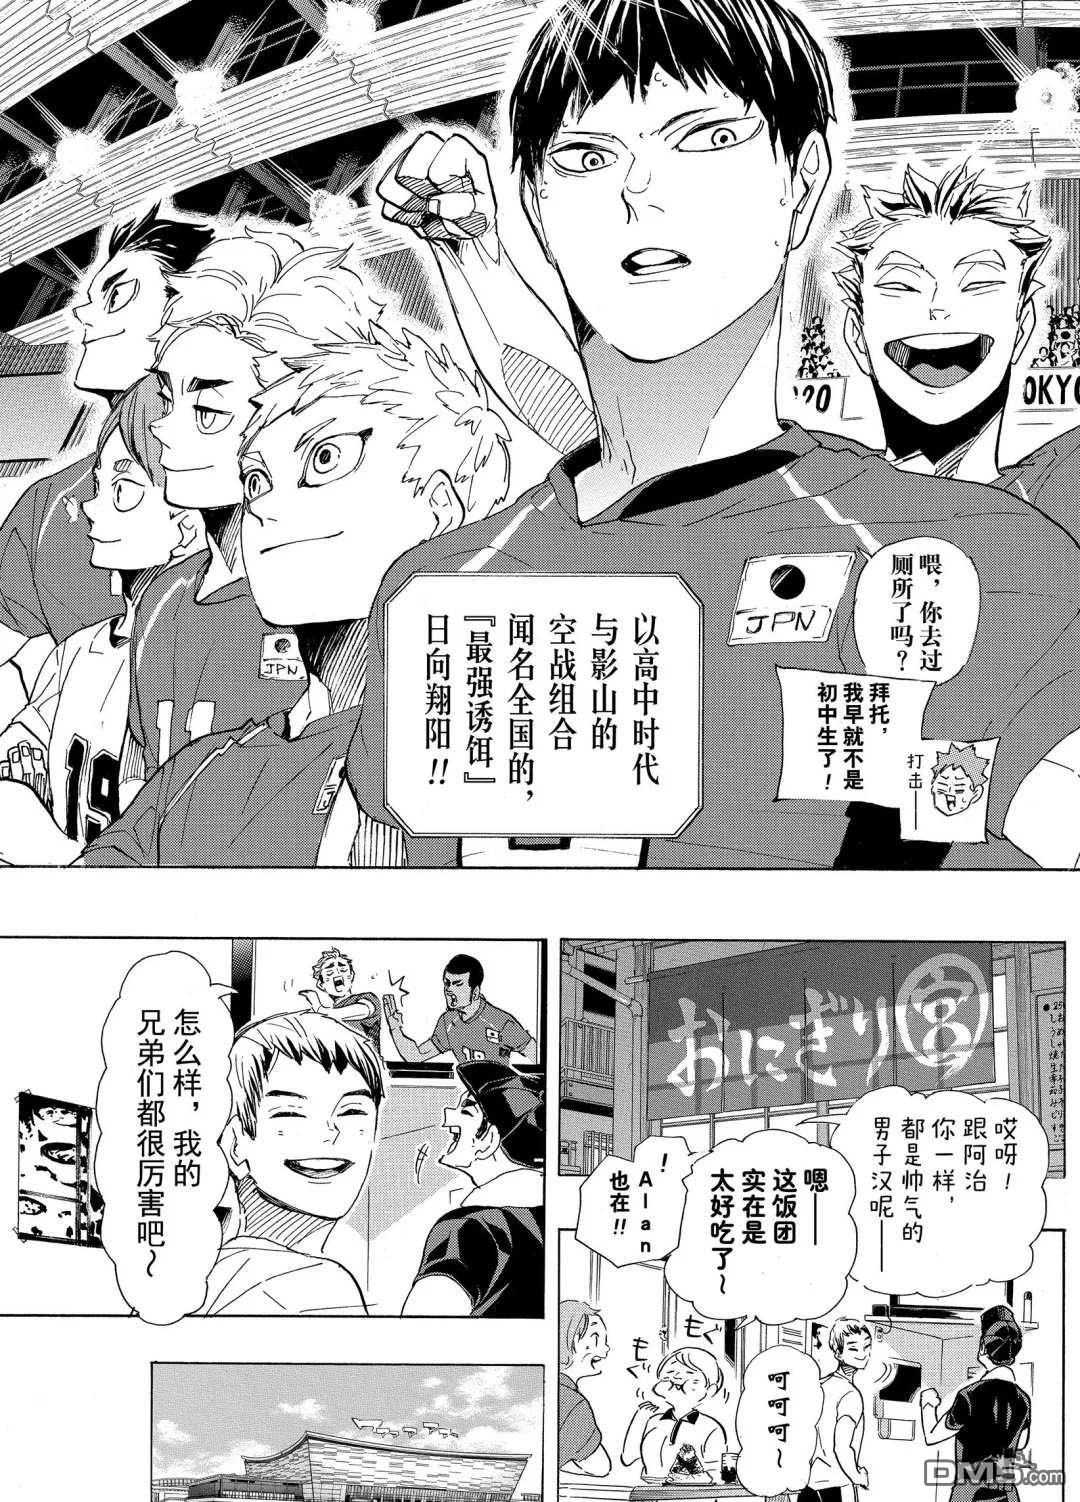 喂，你去过
厕所了吗？
拜托，
我早就不是
初中生了！
打击——
JPN
以高中时代
与影山的
空战组合
闻名全国的，
『最强诱饵』
日向翔阳!!
JPN
J
19
'20
OKYO
おにぎり宮
哎呀！
跟阿治
你一样，
都是帅气的
男子汉呢——
嗯——
这饭团
实在是
太好吃了～
！
Alan
也在!!
もぐ
もぐ
呵呵呵～
怎么样，我的
兄弟们都很厉害吧～
DM5.com